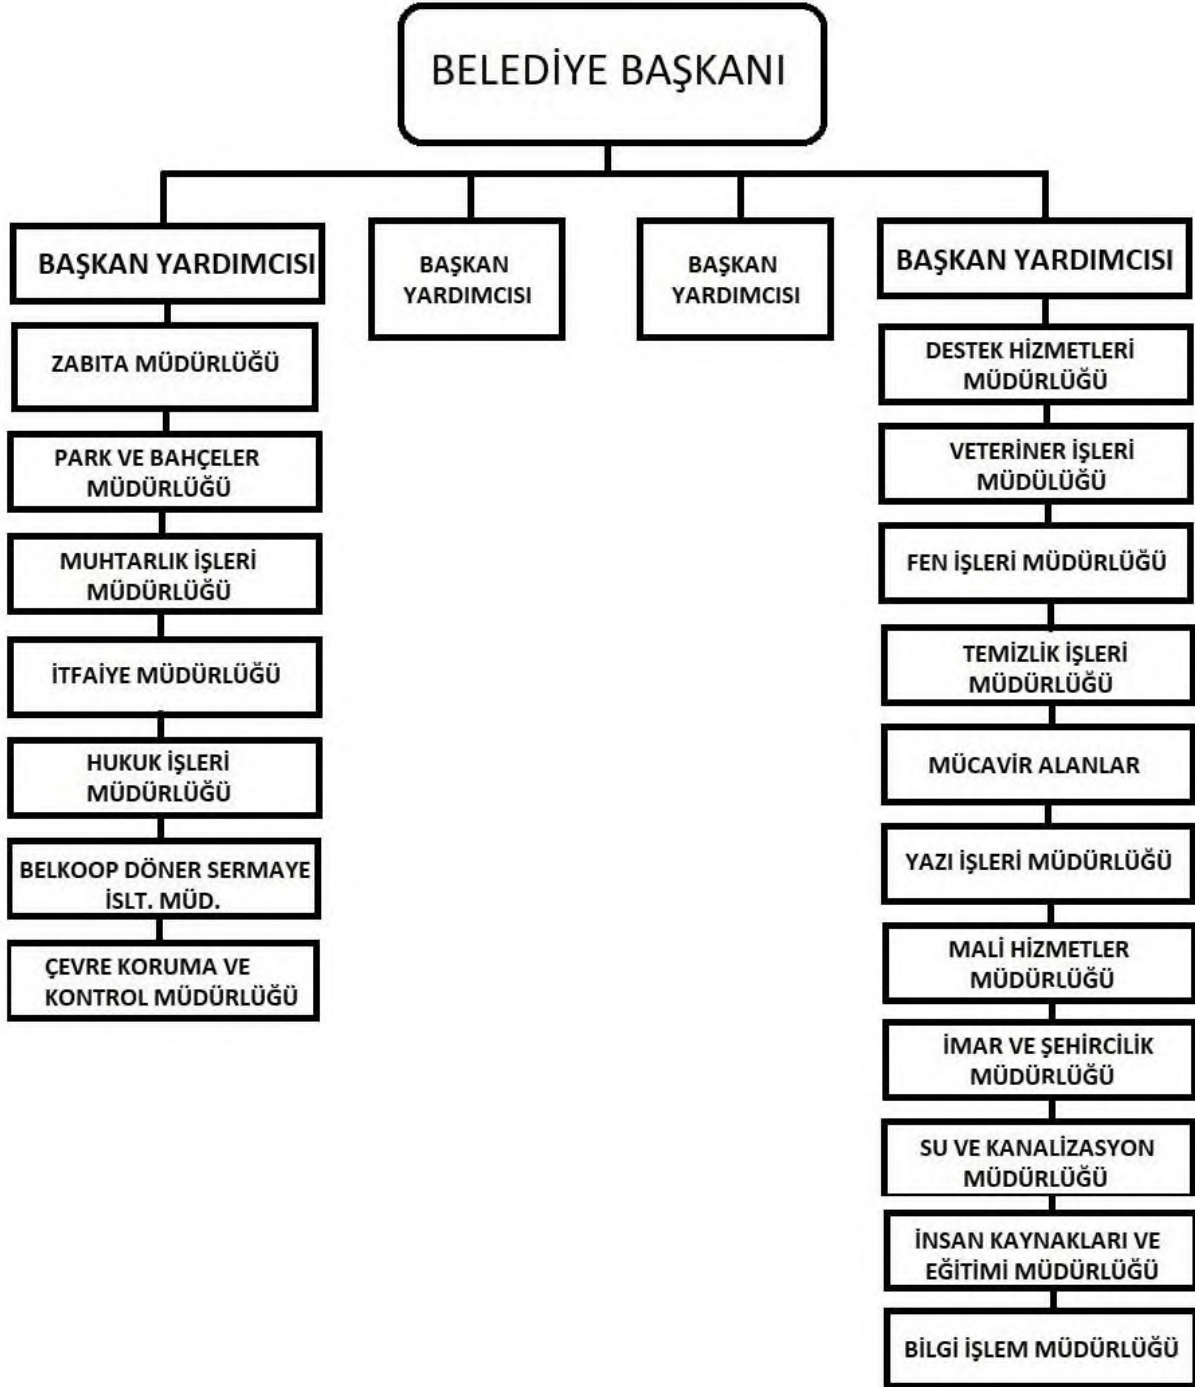 BELEDİYE BAŞKANI
BAŞKAN YARDIMCISI
BAŞKAN
YARDIMCISI
BAŞKAN
YARDIMCISI
BAŞKAN YARDIMCISI
ZABITA MÜDÜRLÜĞÜ
PARK VE BAHÇELER
MÜDÜRLÜĞÜ
MUHTARLIK İŞLERİ
MÜDÜRLÜĞÜ
İTFAİYE MÜDÜRLÜĞÜ
HUKUK İŞLERİ
MÜDÜRLÜĞÜ
BELKOOP DÖNER SERMAYE
İSLT. MÜD.
ÇEVRE KORUMA VE
KONTROL MÜDÜRLÜĞÜ
DESTEK HİZMETLERİ
MÜDÜRLÜĞÜ
VETERİNER İŞLERİ
MÜDÜLÜĞÜ
FEN İŞLERİ MÜDÜRLÜĞÜ
TEMİZLİK İŞLERİ
MÜDÜRLÜĞÜ
MÜCAVİR ALANLAR
YAZI İŞLERİ MÜDÜRLÜĞÜ
MALİ HİZMETLER
MÜDÜRLÜĞÜ
İMAR VE ŞEHİRCİLİK
MÜDÜRLÜĞÜ
SU VE KANALİZASYON
MÜDÜRLÜĞÜ
İNSAN KAYNAKLARI VE
EĞİTİMİ MÜDÜRLÜĞÜ
BİLGİ İŞLEM MÜDÜRLÜĞÜ